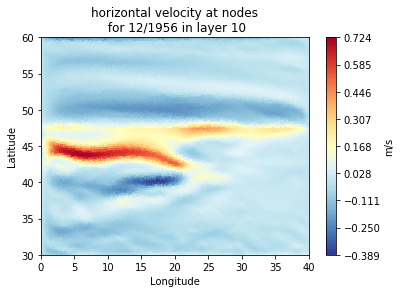 horizontal velocity at nodes
for 12/1956 in layer 10
60
55
50
45
40
35
30
Latitude
0 5 10 15 20 25 30 35 40
Longitude
0.724
0.585
0.446
0.307
0.168
0.028
−0.111
−0.250
−0.389
m/s